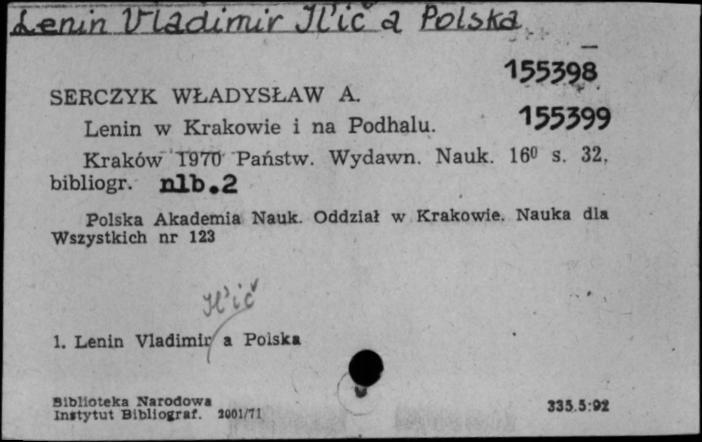 Lenin Vladimir Il'ič a Polska
155398
SERCZYK WŁADYSŁAW A.
155399
Lenin w Krakowie i na Podhalu.
Kraków 1970 Państw. Wydawn. Nauk. 16⁰ s. 32,
bibliogr. nlb.2
Polska Akademia Nauk. Oddział w Krakowie. Nauka dla
Wszystkich nr 123
Il'ič
1. Lenin Vladimir a Polska
Biblioteka Narodowa
Instytut Bibliograf. 2001/71
335.5:92